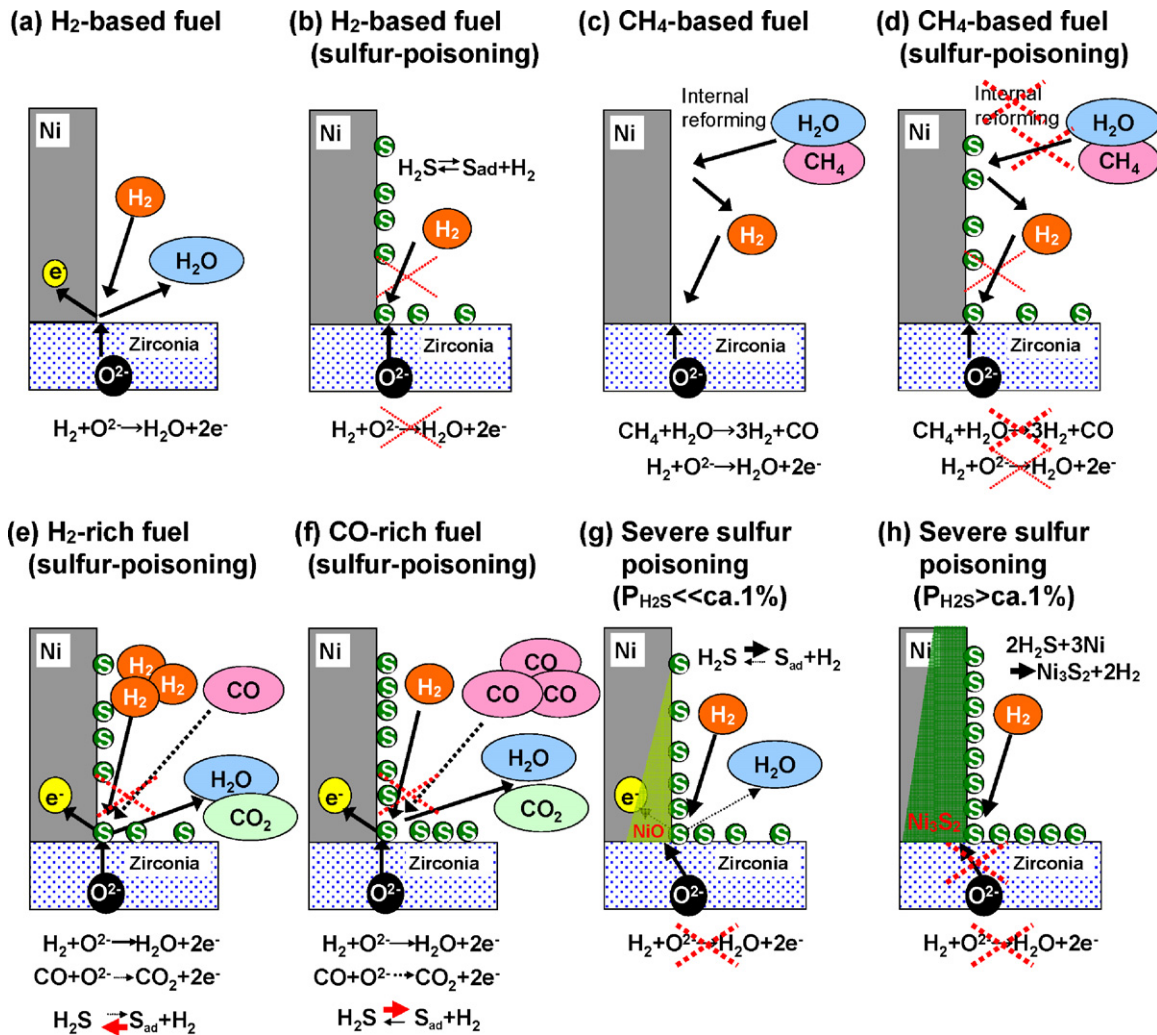 (a) H₂-based fuel
Ni
H₂
H₂O
e⁻
Zirconia
O²⁻
H₂+O²⁻→H₂O+2e⁻
(b) H₂-based fuel
(sulfur-poisoning)
Ni
S
H₂S⇄Sad+H₂
S
S
H₂
S
S S S
Zirconia
O²⁻
H₂+O²⁻→H₂O+2e⁻
(c) CH₄-based fuel
Internal
reforming
Ni
H₂O
CH₄
H₂
Zirconia
O²⁻
CH₄+H₂O→3H₂+CO
H₂+O²⁻→H₂O+2e⁻
(d) CH₄-based fuel
(sulfur-poisoning)
Internal
reforming
Ni
H₂O
S
CH₄
S
S
H₂
S
S S S
Zirconia
O²⁻
CH₄+H₂O→3H₂+CO
H₂+O²⁻→H₂O+2e⁻
(e) H₂-rich fuel
(sulfur-poisoning)
Ni
S
H₂
H₂
H₂
CO
S
S
S
H₂O
e⁻
CO₂
S S S
Zirconia
O²⁻
H₂+O²⁻→H₂O+2e⁻
CO+O²⁻→CO₂+2e⁻
H₂S ⇄ S_ad+H₂
(f) CO-rich fuel
(sulfur-poisoning)
Ni
S
CO
H₂
CO
CO
S
S
S
S
H₂O
e⁻
CO₂
S S S S S
Zirconia
O²⁻
H₂+O²⁻→H₂O+2e⁻
CO+O²⁻→CO₂+2e⁻
H₂S ⇄ S_ad+H₂
(g) Severe sulfur
poisoning
(P_H2S<<ca.1%)
Ni
H₂S ⇄ S_ad+H₂
S
S
H₂
S
S
H₂O
S
e⁻
S
NiO
S S S S S
Zirconia
O²⁻
H₂+O²⁻→H₂O+2e⁻
(h) Severe sulfur
poisoning
(P_H2S>ca.1%)
Ni
2H₂S+3Ni
→Ni₃S₂+2H₂
S
S
H₂
S
S
S
S
Ni₃S₂
S S S S S
Zirconia
O²⁻
H₂+O²⁻→H₂O+2e⁻